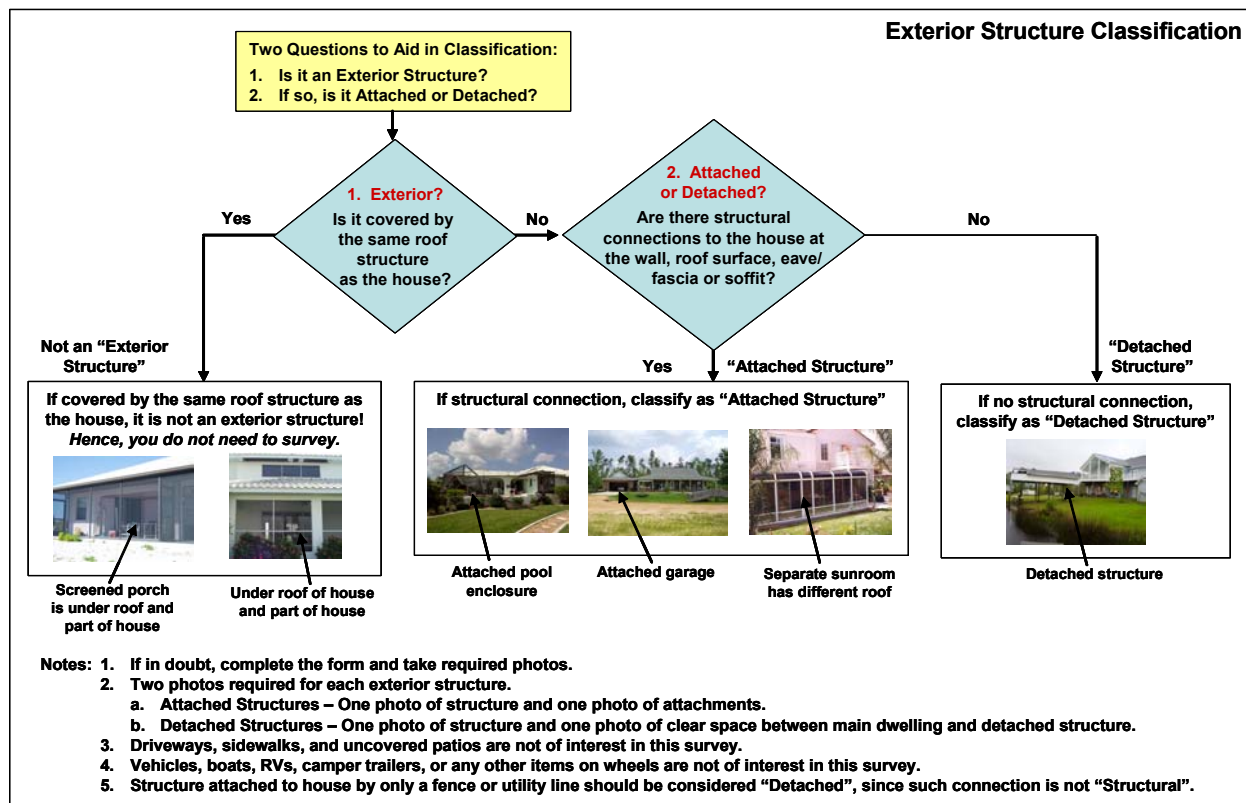 Exterior Structure Classification
Two Questions to Aid in Classification:
1. Is it an Exterior Structure?
2. If so, is it Attached or Detached?
1. Exterior?
Is it covered by
the same roof
structure
as the house?
Yes
No
2. Attached
or Detached?
Are there structural
connections to the house at
the wall, roof surface, eave/
fascia or soffit?
No
Not an “Exterior
Structure”
Yes
“Attached Structure”
“Detached
Structure”
If covered by the same roof structure as
the house, it is not an exterior structure!
Hence, you do not need to survey.
Screened porch
is under roof and
part of house
Under roof of house
and part of house
If structural connection, classify as “Attached Structure”
Attached pool
enclosure
Attached garage
Separate sunroom
has different roof
If no structural connection,
classify as “Detached Structure”
Detached structure
Notes: 1. If in doubt, complete the form and take required photos.
2. Two photos required for each exterior structure.
a. Attached Structures – One photo of structure and one photo of attachments.
b. Detached Structures – One photo of structure and one photo of clear space between main dwelling and detached structure.
3. Driveways, sidewalks, and uncovered patios are not of interest in this survey.
4. Vehicles, boats, RVs, camper trailers, or any other items on wheels are not of interest in this survey.
5. Structure attached to house by only a fence or utility line should be considered “Detached”, since such connection is not “Structural”.